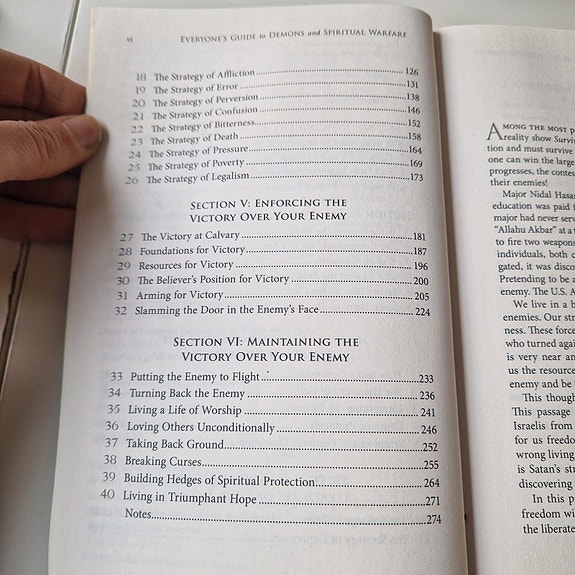 vi EVERYONE'S GUIDE to DEMONS and SPIRITUAL WARFARE
18 The Strategy of Affliction 126
19 The Strategy of Error 131
20 The Strategy of Perversion 138
21 The Strategy of Confusion 146
22 The Strategy of Bitterness 152
23 The Strategy of Death 158
24 The Strategy of Pressure 164
25 The Strategy of Poverty 169
26 The Strategy of Legalism 173
SECTION V: ENFORCING THE
VICTORY OVER YOUR ENEMY
27 The Victory at Calvary 181
28 Foundations for Victory 187
29 Resources for Victory 196
30 The Believer's Position for Victory 200
31 Arming for Victory 205
32 Slamming the Door in the Enemy's Face 224
SECTION VI: MAINTAINING THE
VICTORY OVER YOUR ENEMY
33 Putting the Enemy to Flight 233
34 Turning Back the Enemy 236
35 Living a Life of Worship 241
36 Loving Others Unconditionally 246
37 Taking Back Ground 252
38 Breaking Curses 255
39 Building Hedges of Spiritual Protection 264
40 Living in Triumphant Hope 271
Notes 274
AMONG THE MOST
reality show
tion and must survive
one can win the large
progresses, the
their enemies!
Major Nidal
education was paid
major had never
"Allahu Akbar" at a
to fire two weapons
individuals, both
gated, it was
Pretending to be a
enemy. The U.S.
We live in a
enemies. Our
ness. These
who turned
is very near an
us the resource
enemy and be
This
This passage
Israelis from
for us
wrong living,
is Satan's
discovering
In this
freedom
the